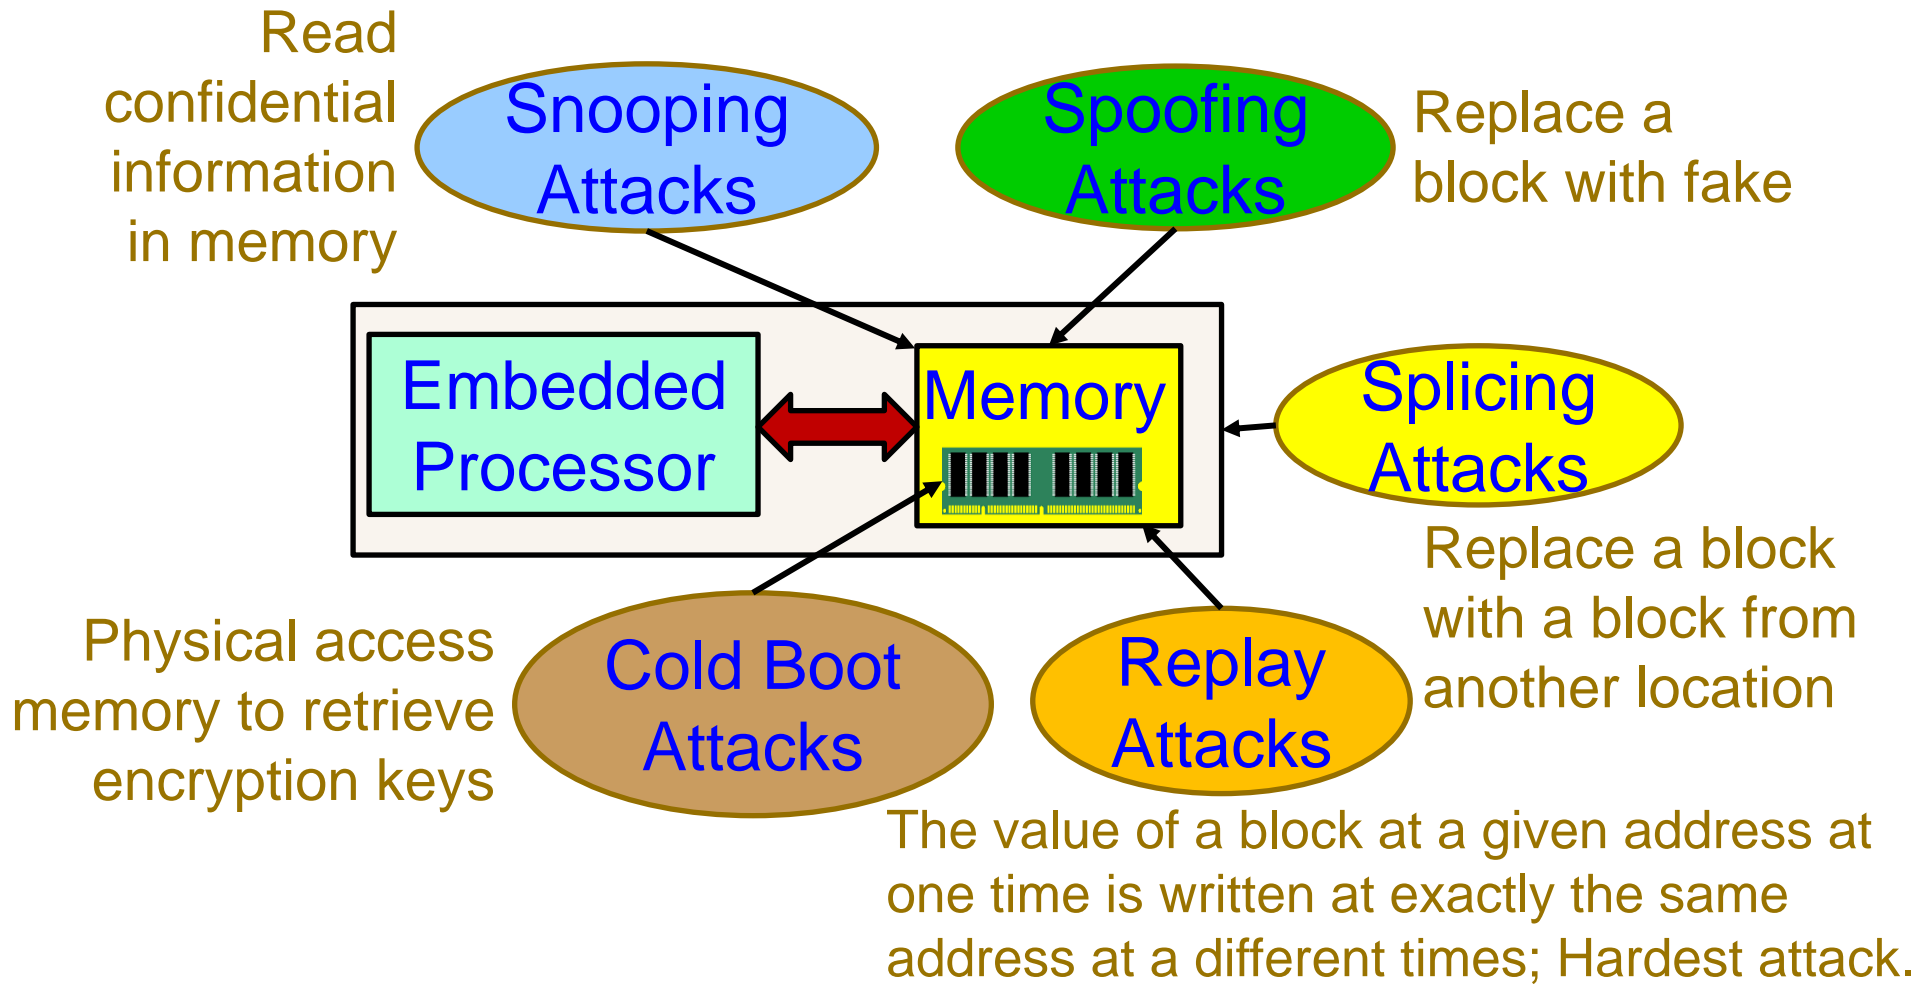 Read
confidential
information
in memory
Snooping
Attacks
Spoofing
Attacks
Replace a
block with fake
Embedded
Processor
Memory
Splicing
Attacks
Replace a block
with a block from
another location
Physical access
memory to retrieve
encryption keys
Cold Boot
Attacks
Replay
Attacks
The value of a block at a given address at
one time is written at exactly the same
address at a different times; Hardest attack.